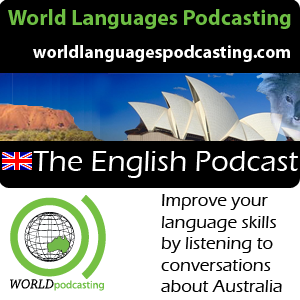 World Languages Podcasting
worldlanguagespodcasting.com
The English Podcast
Improve your
language skills
by listening to
conversations
about Australia
WORLDpodcasting